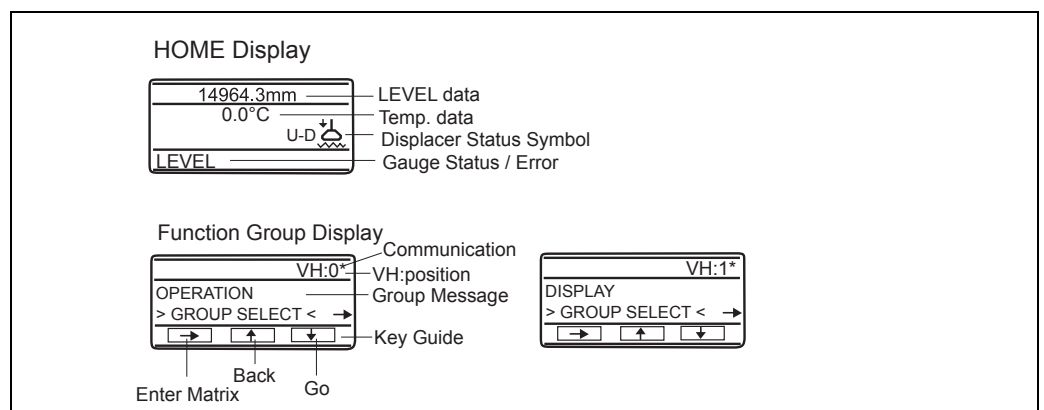 HOME Display
14964.3mm
LEVEL data
0.0°C
Temp. data
U-D
Displacer Status Symbol
LEVEL
Gauge Status / Error
Function Group Display
Communication
VH:0*
VH:position
OPERATION
Group Message
> GROUP SELECT <
Key Guide
Enter Matrix
Back
Go
VH:1*
DISPLAY
> GROUP SELECT <